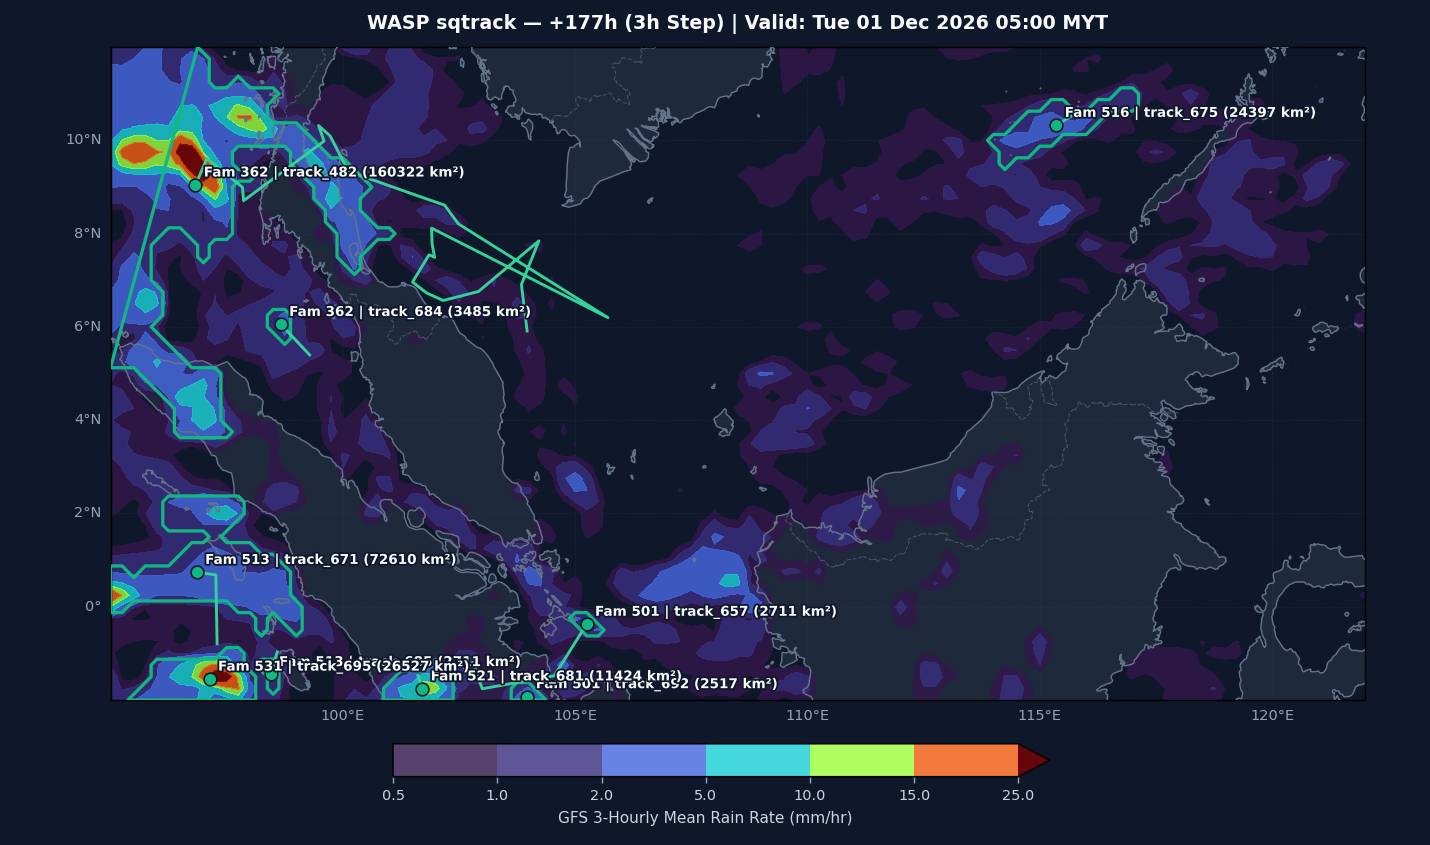 WASP sqtrack — +177h (3h Step) | Valid: Tue 01 Dec 2026 05:00 MYT
10°N
8°N
6°N
4°N
2°N
0°
Fam 516 | track_675 (24397 km²)
Fam 362 | track_482 (160322 km²)
Fam 362 | track_684 (3485 km²)
Fam 513 | track_671 (72610 km²)
Fam 501 | track_657 (2711 km²)
km²)
Fam 531 | track_695 (26527 km²)
Fam 521 | track_681 (11424 km²)
Fam 501 | track_692 (2517 km²)
100°E
105°E
110°E
115°E
120°E
0.5
1.0
2.0
5.0
10.0
15.0
25.0
GFS 3-Hourly Mean Rain Rate (mm/hr)